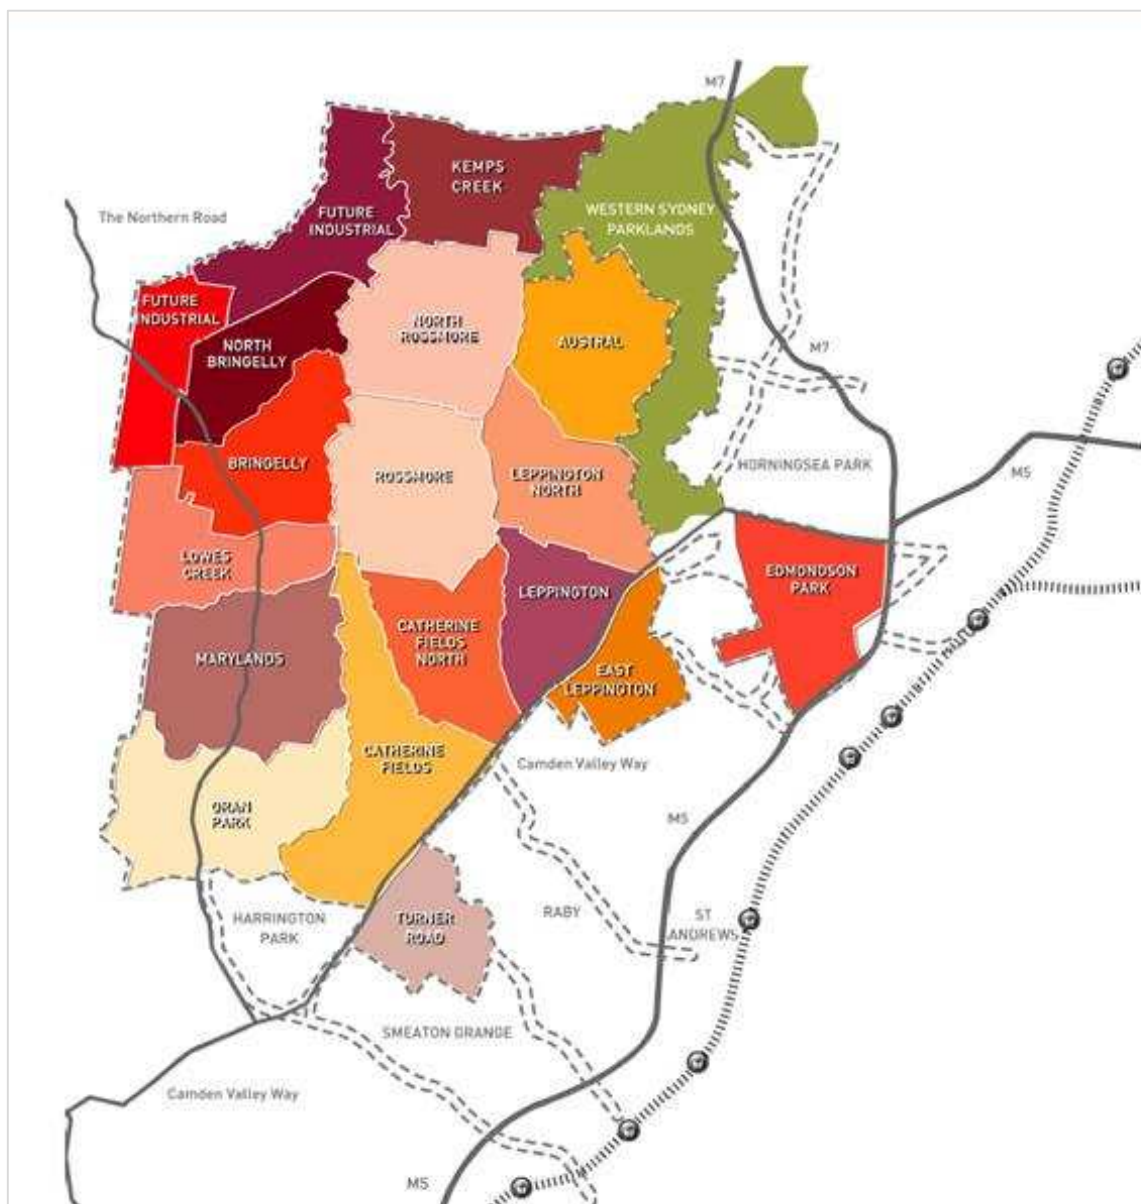 M7
KEMPS
CREEK
The Northern Road
FUTURE
INDUSTRIAL
WESTERN SYDNEY
PARKLANDS
FUTURE
INDUSTRIAL
NORTH
BRINGELLY
NORTH
ROSSMORE
AUSTRAL
M7
BRINGELLY
ROSSMORE
LEPPINGTON
NORTH
HORNINGSEA PARK
M5
LOWES
CREEK
LEPPINGTON
EDMONDSON
PARK
MARYLANDS
CATHERINE
FIELDS
NORTH
EAST
LEPPINGTON
CATHERINE
FIELDS
Camden Valley Way
ORAN
PARK
M5
HARRINGTON
PARK
TURNER
ROAD
RABY
ST
ANDREWS
SMEATON GRANGE
Camden Valley Way
M5